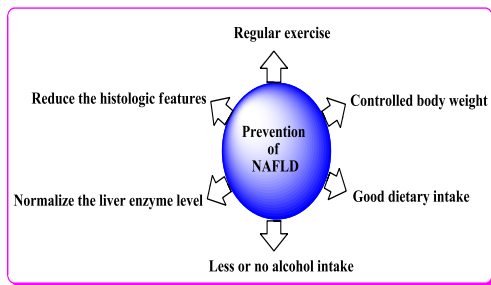 Regular exercise
Reduce the histologic features
Controlled body weight
Prevention
of
NAFLD
Normalize the liver enzyme level
Good dietary intake
Less or no alcohol intake